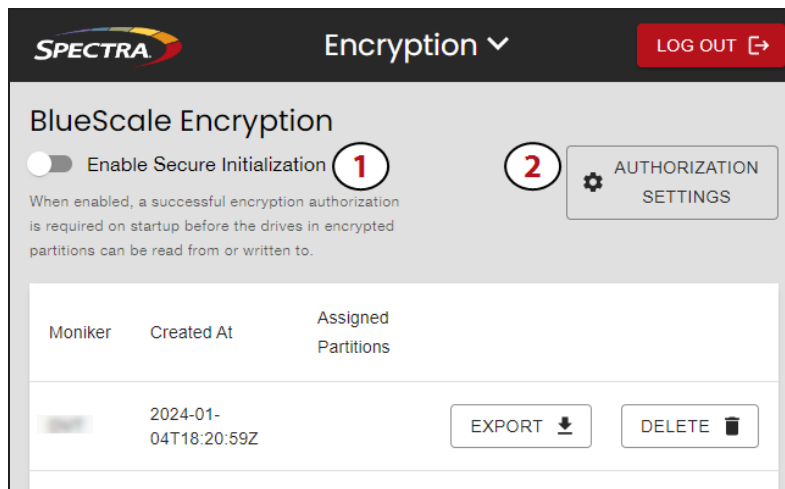 SPECTRA
Encryption
LOG OUT
BlueScale Encryption
Enable Secure Initialization
1
2
AUTHORIZATION
SETTINGS
When enabled, a successful encryption authorization
is required on startup before the drives in encrypted
partitions can be read from or written to.
Moniker
Created At
Assigned
Partitions
2024-01-
04T18:20:59Z
EXPORT
DELETE